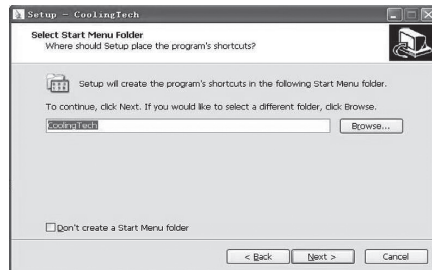 Setup - CoolingTech
Select Start Menu Folder
Where should Setup place the program's shortcuts?
Setup will create the program's shortcuts in the following Start Menu folder.
To continue, click Next. If you would like to select a different folder, click Browse.
CoolingTech
Browse...
Don't create a Start Menu folder
< Back
Next >
Cancel